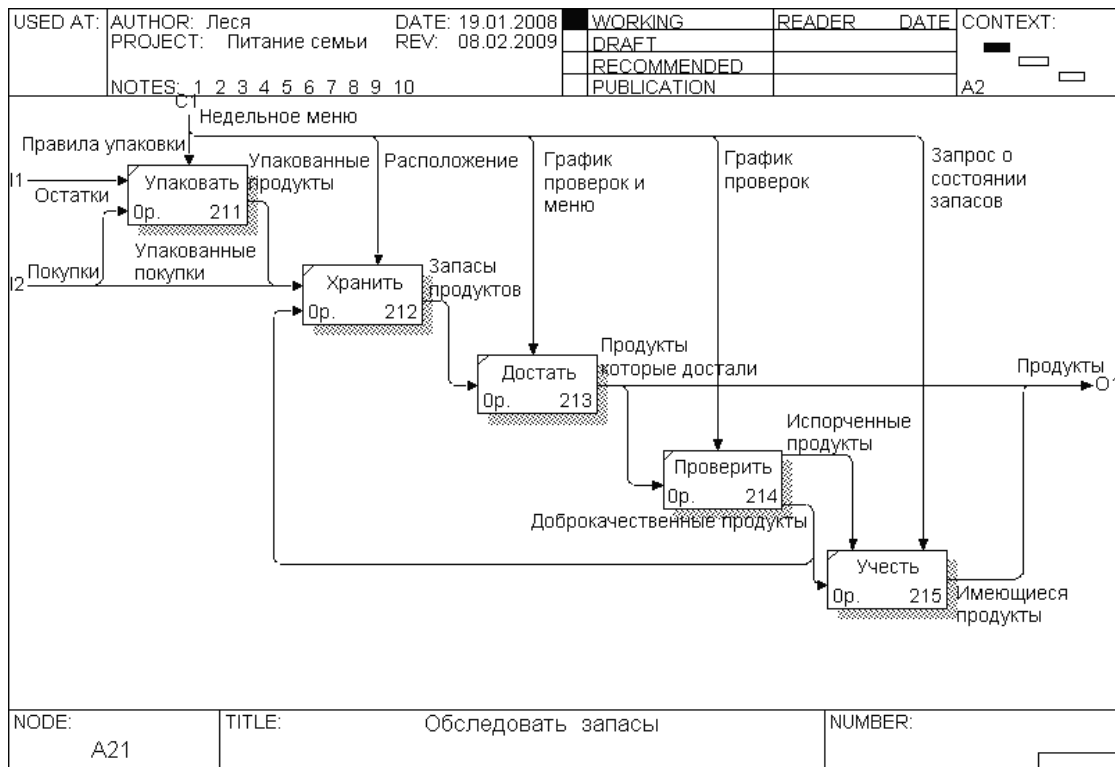 USED AT:
AUTHOR: Леся
DATE: 19.01.2008
PROJECT: Питание семьи
REV: 08.02.2009
NOTES: 1 2 3 4 5 6 7 8 9 10
WORKING
DRAFT
RECOMMENDED
PUBLICATION
READER DATE
CONTEXT:
A2
C1
Недельное меню
Правила упаковки
I1
Остатки
Упаковать
0р. 211
Упакованные
продукты
Расположение
График
проверок и
меню
График
проверок
Запрос о
состоянии
запасов
I2
Покупки
Упакованные
покупки
Хранить
0р. 212
Запасы
продуктов
Достать
0р. 213
Продукты
которые достали
Продукты
O1
Проверить
0р. 214
Испорченные
продукты
Доброкачественные продукты
Учесть
0р. 215
Имеющиеся
продукты
NODE:
A21
TITLE:
Обследовать запасы
NUMBER: